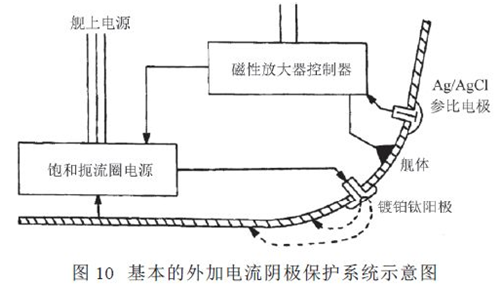 舰上电源
磁性放大器控制器
Ag/AgCl
参比电极
饱和扼流圈电源
舰体
镀铂钛阳极
图 10 基本的外加电流阴极保护系统示意图